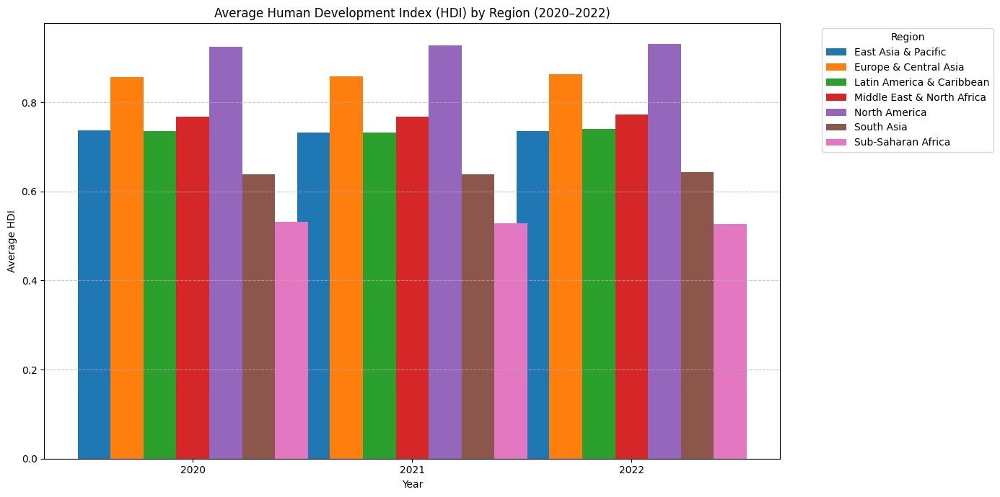 Average Human Development Index (HDI) by Region (2020–2022)
Region
East Asia & Pacific
Europe & Central Asia
Latin America & Caribbean
Middle East & North Africa
North America
South Asia
Sub-Saharan Africa
Average HDI
0.8
0.6
0.4
0.2
0.0
2020 2021 2022
Year